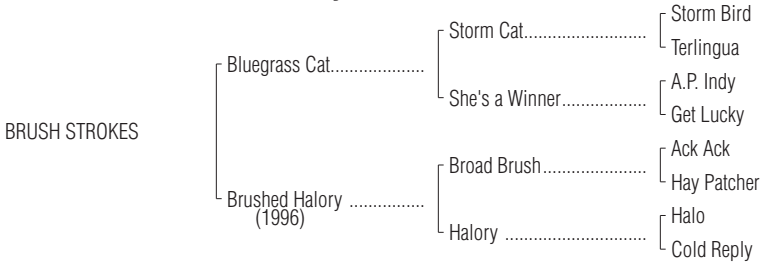 Storm Bird
Storm Cat........................
Terlingua
Bluegrass Cat...................
A.P. Indy
She's a Winner.................
Get Lucky
BRUSH STROKES
Ack Ack
Broad Brush.....................
Hay Patcher
Brushed Halory ...............
(1996)
Halo
Halory ............................
Cold Reply